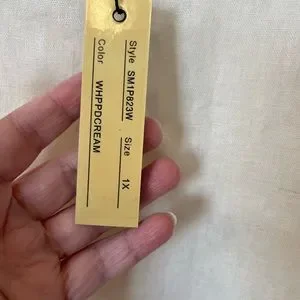 Style SM1P823W Size 1X
Color WHPPDCREAM